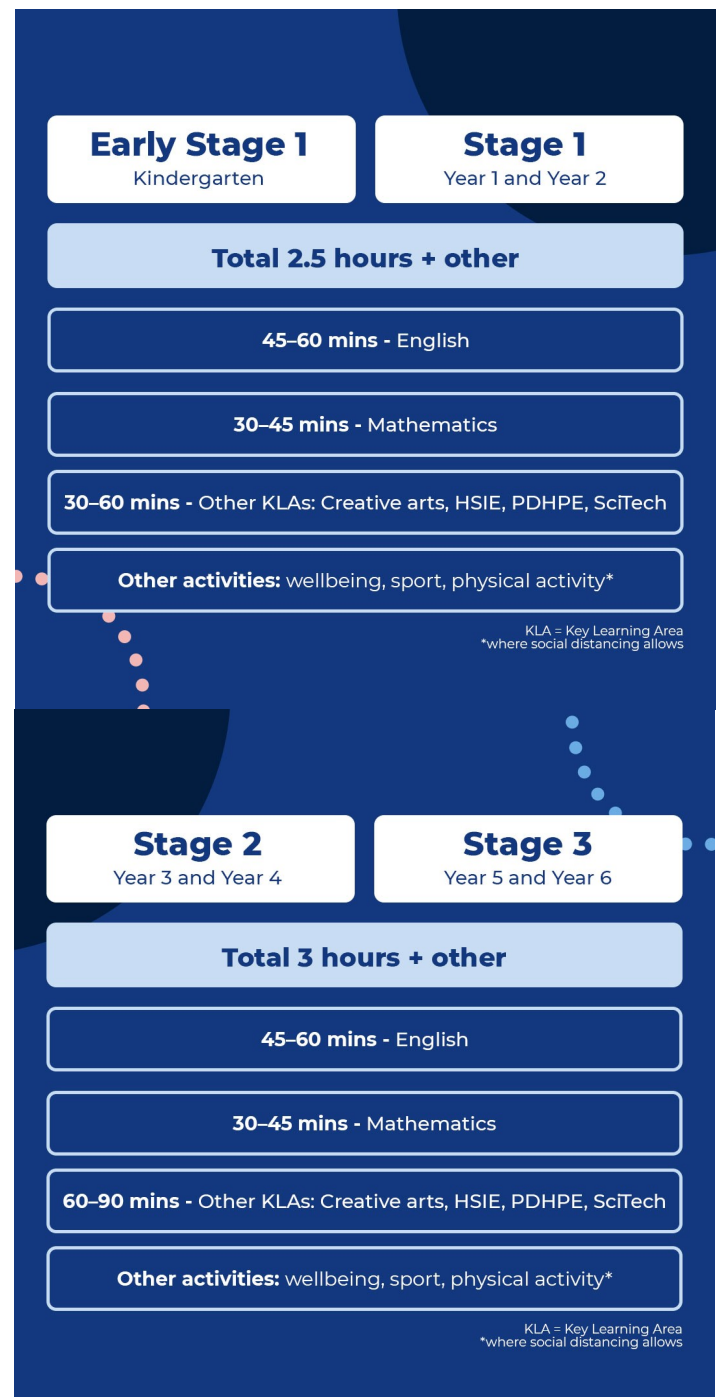 Early Stage 1
Kindergarten
Stage 1
Year 1 and Year 2
Total 2.5 hours + other
45–60 mins - English
30–45 mins - Mathematics
30–60 mins - Other KLAs: Creative arts, HSIE, PDHPE, SciTech
Other activities: wellbeing, sport, physical activity*
KLA = Key Learning Area
*where social distancing allows
Stage 2
Year 3 and Year 4
Stage 3
Year 5 and Year 6
Total 3 hours + other
45–60 mins - English
30–45 mins - Mathematics
60–90 mins - Other KLAs: Creative arts, HSIE, PDHPE, SciTech
Other activities: wellbeing, sport, physical activity*
KLA = Key Learning Area
*where social distancing allows